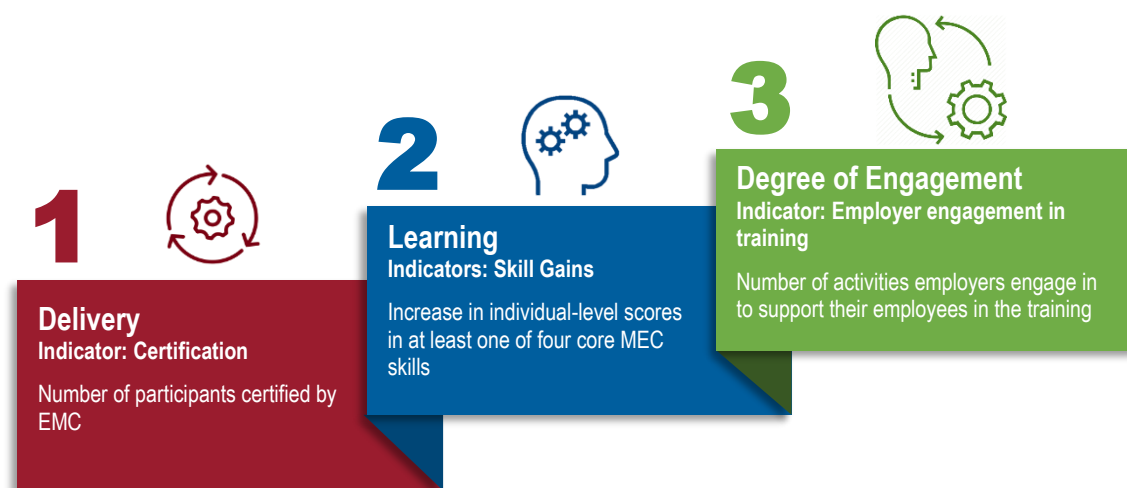 1
Delivery
Indicator: Certification
Number of participants certified by
EMC
2
Learning
Indicators: Skill Gains
Increase in individual-level scores
in at least one of four core MEC
skills
3
Degree of Engagement
Indicator: Employer engagement in
training
Number of activities employers engage in
to support their employees in the training